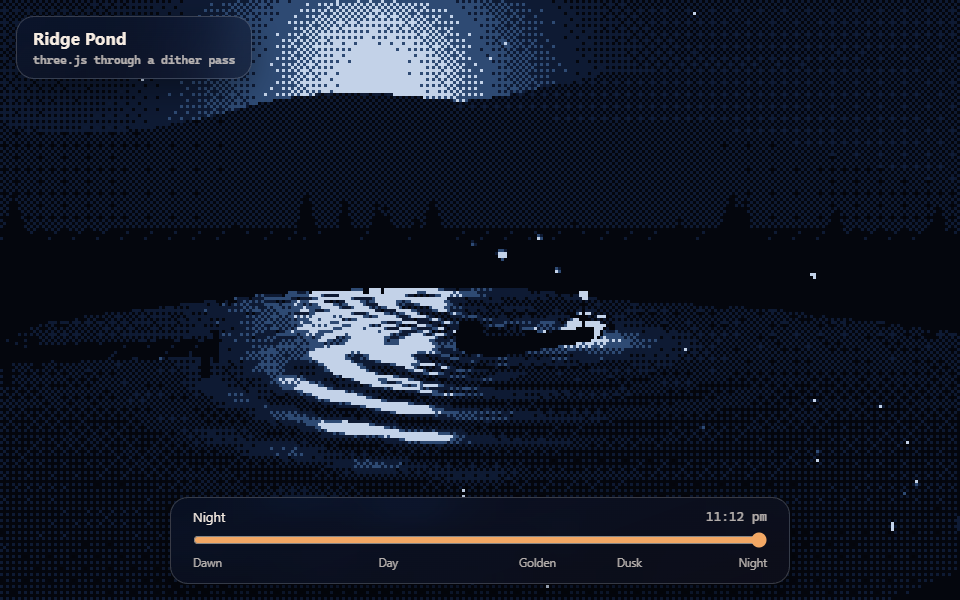 Ridge Pond
three.js through a dither pass
Night 11:12 pm
Dawn Day Golden Dusk Night